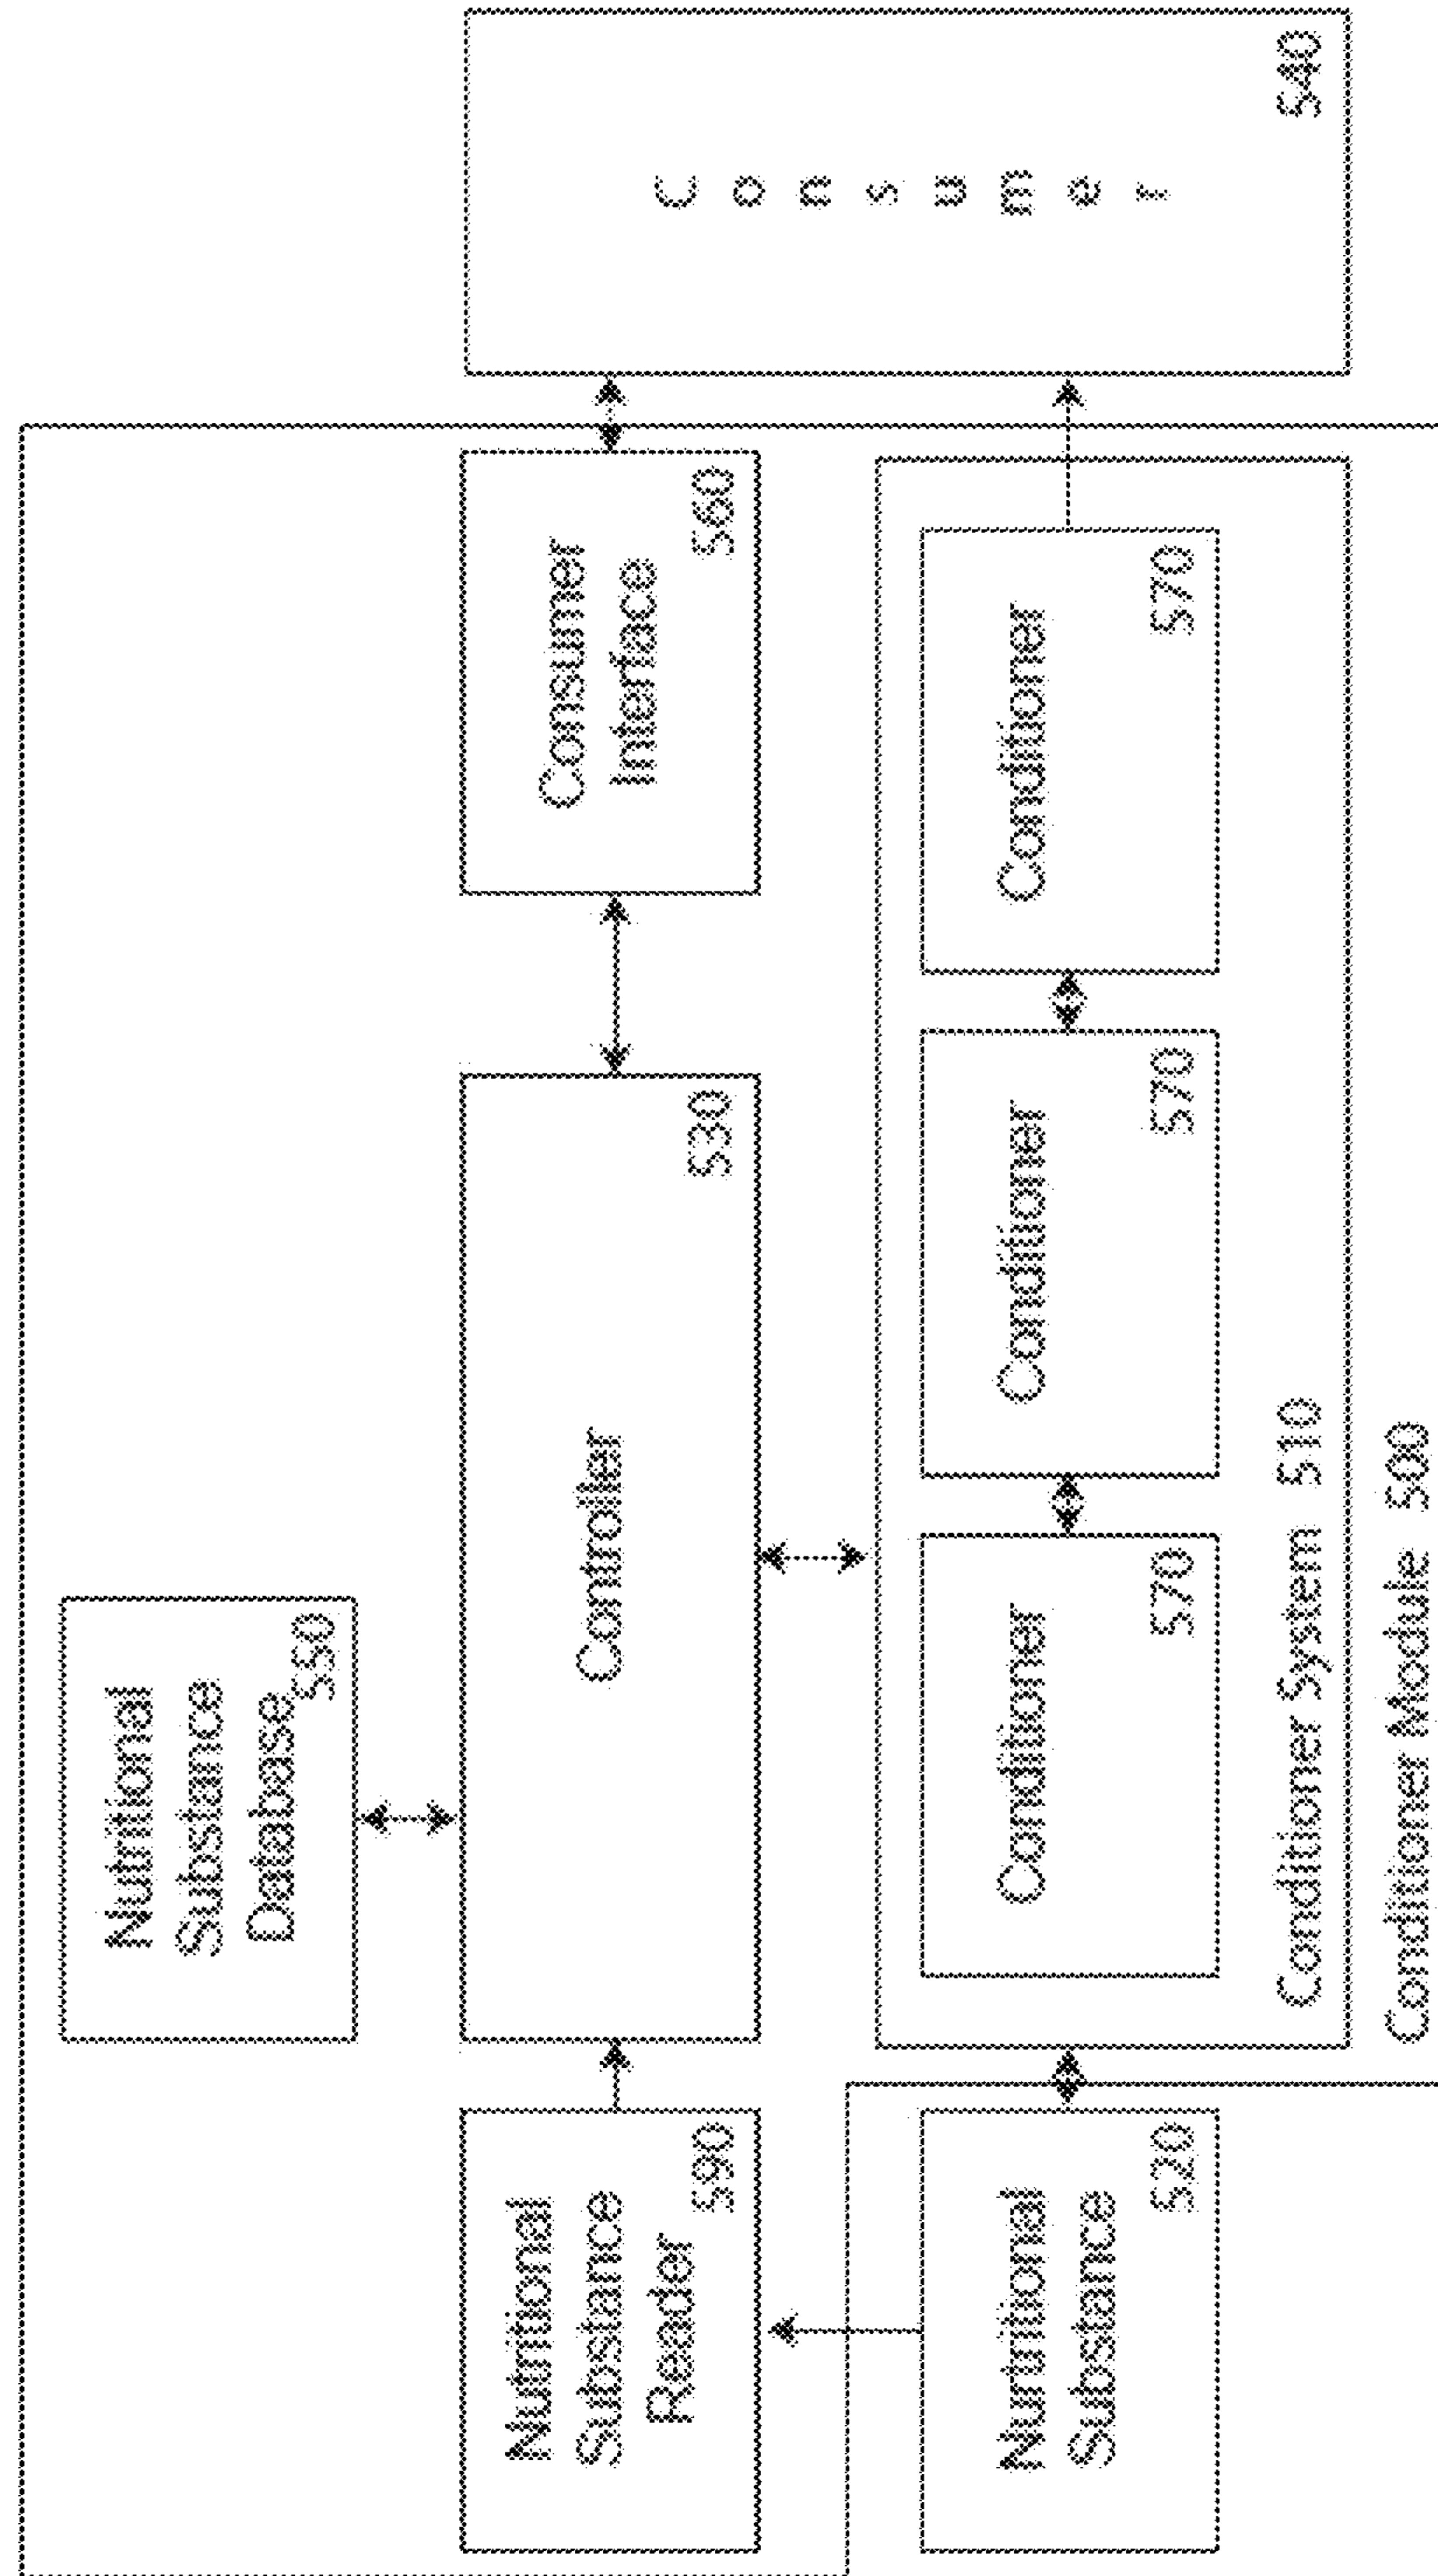 Nutritional
Substance
Database
550
Nutritional
Substance
Reader
590
Controller
530
Consumer
Interface
560
Consumer
540
Nutritional
Substance
520
Conditioner
570
Conditioner
570
Conditioner
570
Conditioner System 510
Conditioner Module 500